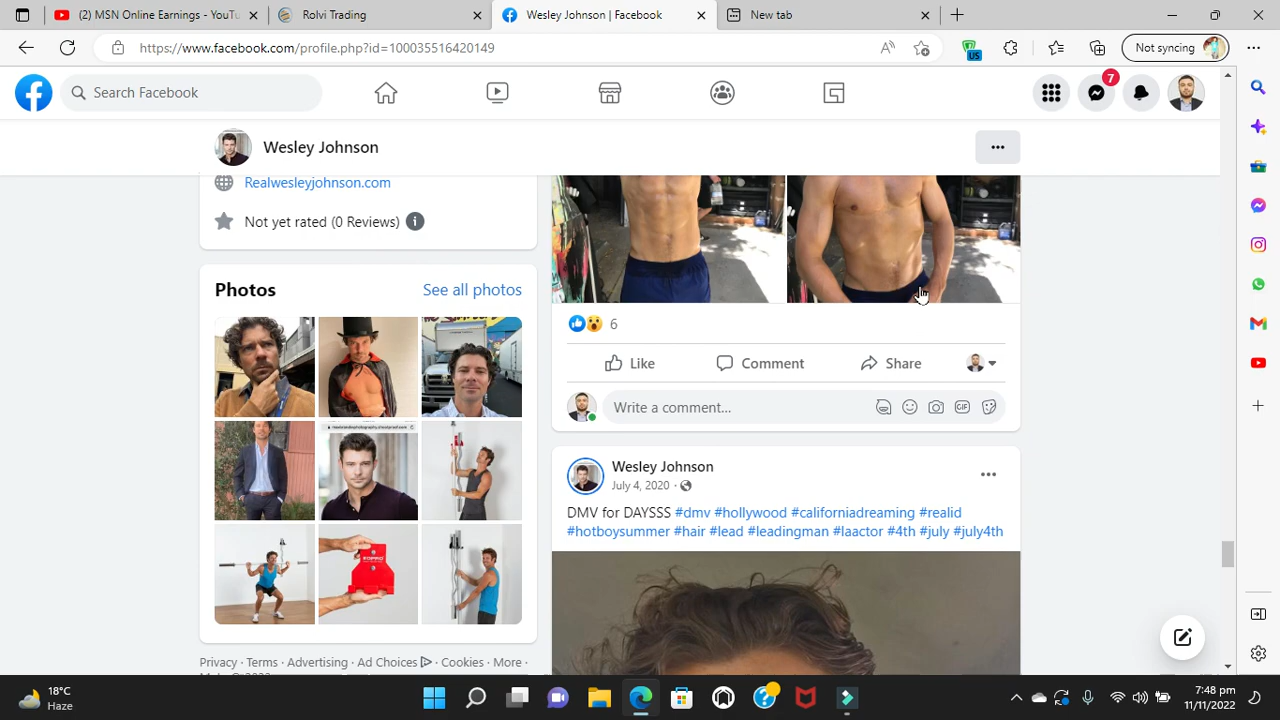 (2) MSN Online Earnings - YouTu
Rolvi Trading
Wesley Johnson | Facebook
New tab
https://www.facebook.com/profile.php?id=100035516420149
US
Not syncing
Search Facebook
7
Wesley Johnson
Realwesleyjohnson.com
Not yet rated (0 Reviews)
Photos
See all photos
6
Like
Comment
Share
Write a comment...
GIF
Wesley Johnson
July 4, 2020 ·
DMV for DAYSSS #dmv #hollywood #californiadreaming #realid
#hotboysummer #hair #lead #leadingman #laactor #4th #july #july4th
Privacy · Terms · Advertising · Ad Choices · Cookies · More ·
18°C
Haze
7:48 pm
11/11/2022